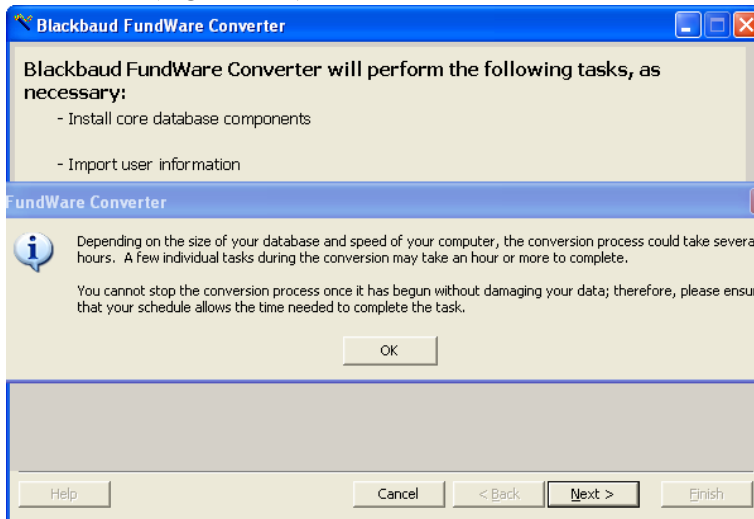 Blackbaud FundWare Converter
Blackbaud FundWare Converter will perform the following tasks, as
necessary:
- Install core database components
- Import user information
FundWare Converter
Depending on the size of your database and speed of your computer, the conversion process could take severa
hours. A few individual tasks during the conversion may take an hour or more to complete.
You cannot stop the conversion process once it has begun without damaging your data; therefore, please ensu
that your schedule allows the time needed to complete the task.
OK
Help
Cancel
< Back
Next >
Finish